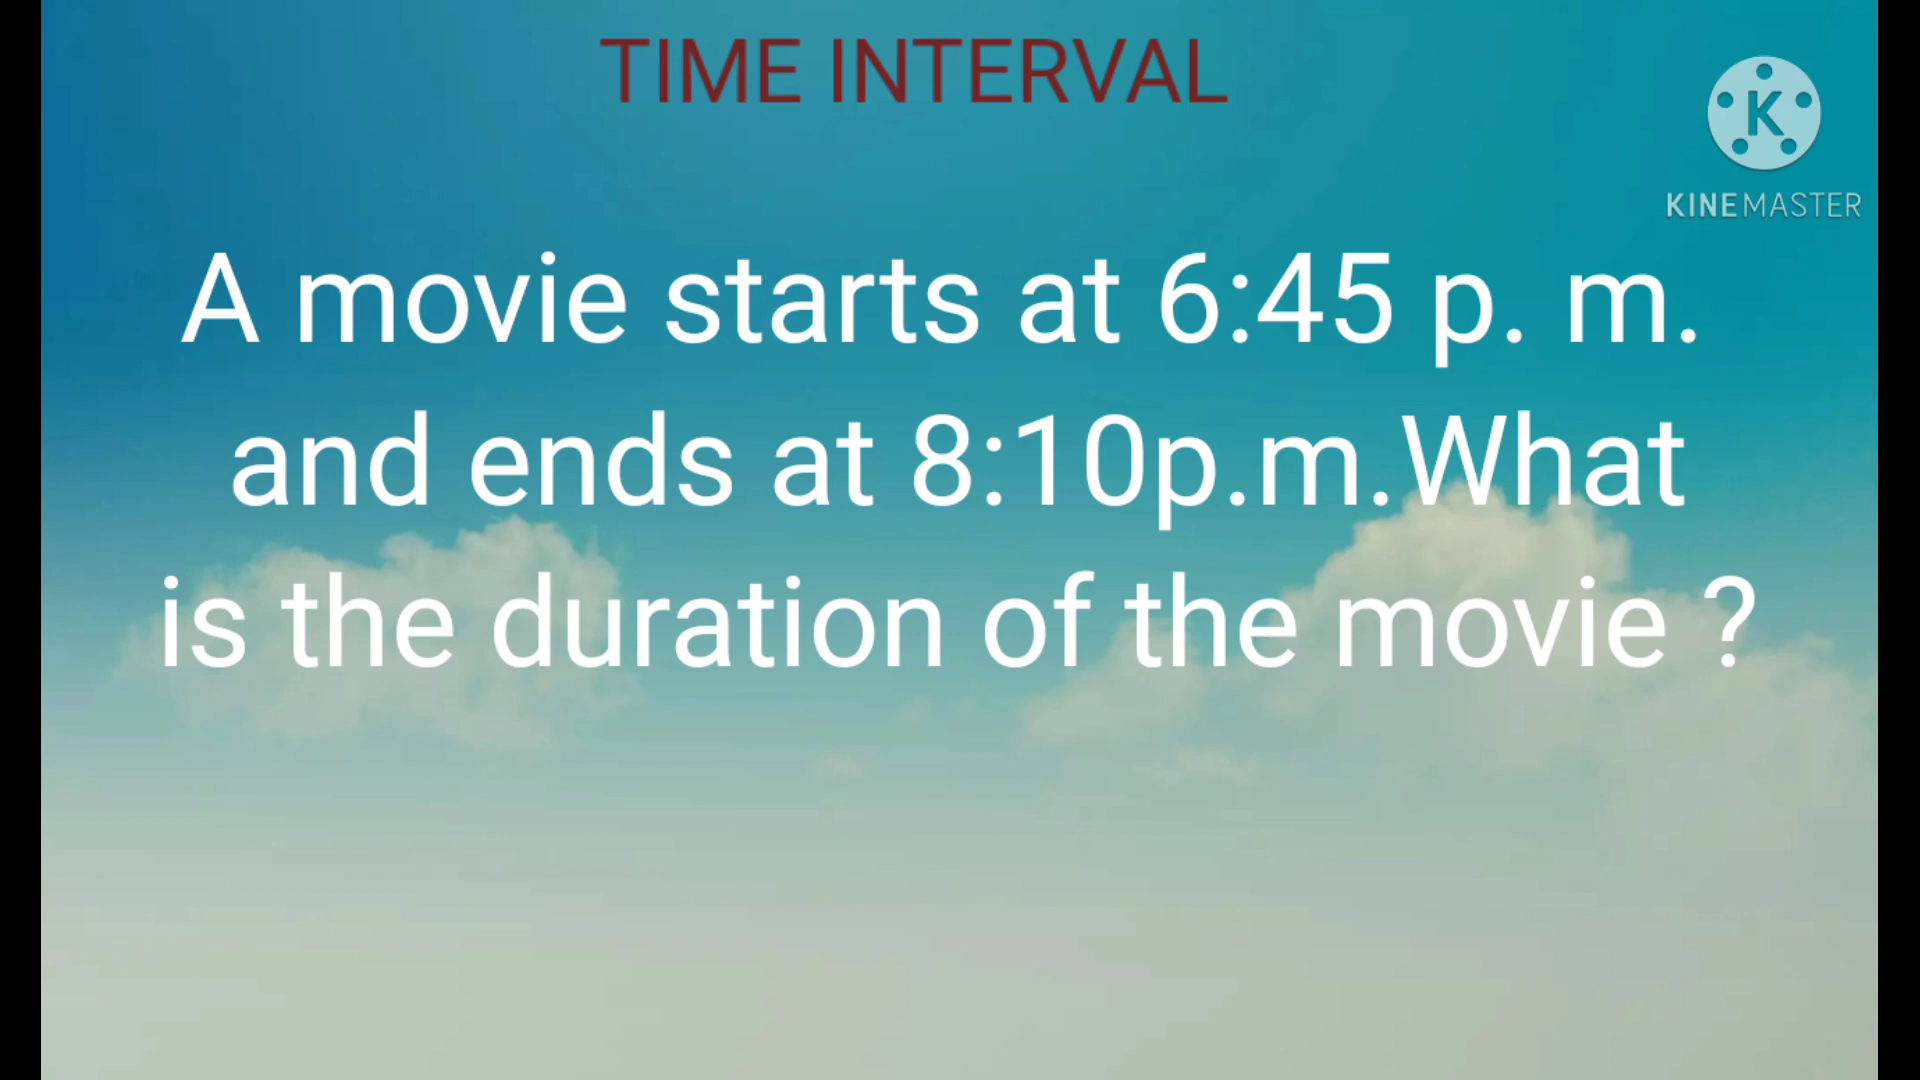 TIME INTERVAL
K
KINEMASTER
A movie starts at 6:45 p. m.
and ends at 8:10p.m.What
is the duration of the movie ?